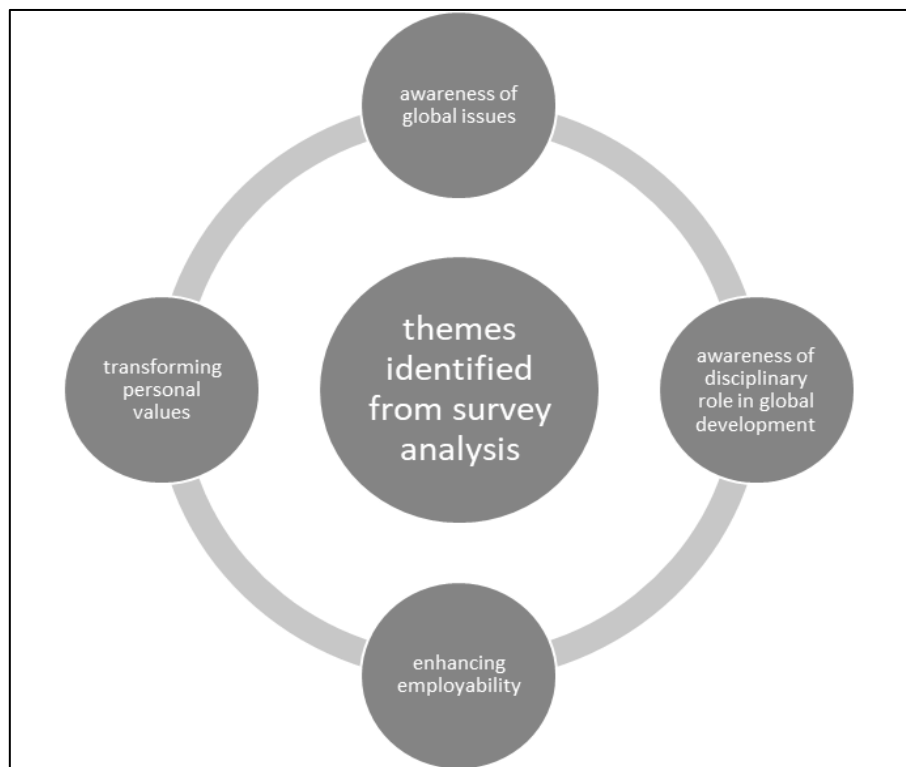 awareness of
global issues
transforming
personal
values
themes
identified
from survey
analysis
awareness of
disciplinary
role in global
development
enhancing
employability